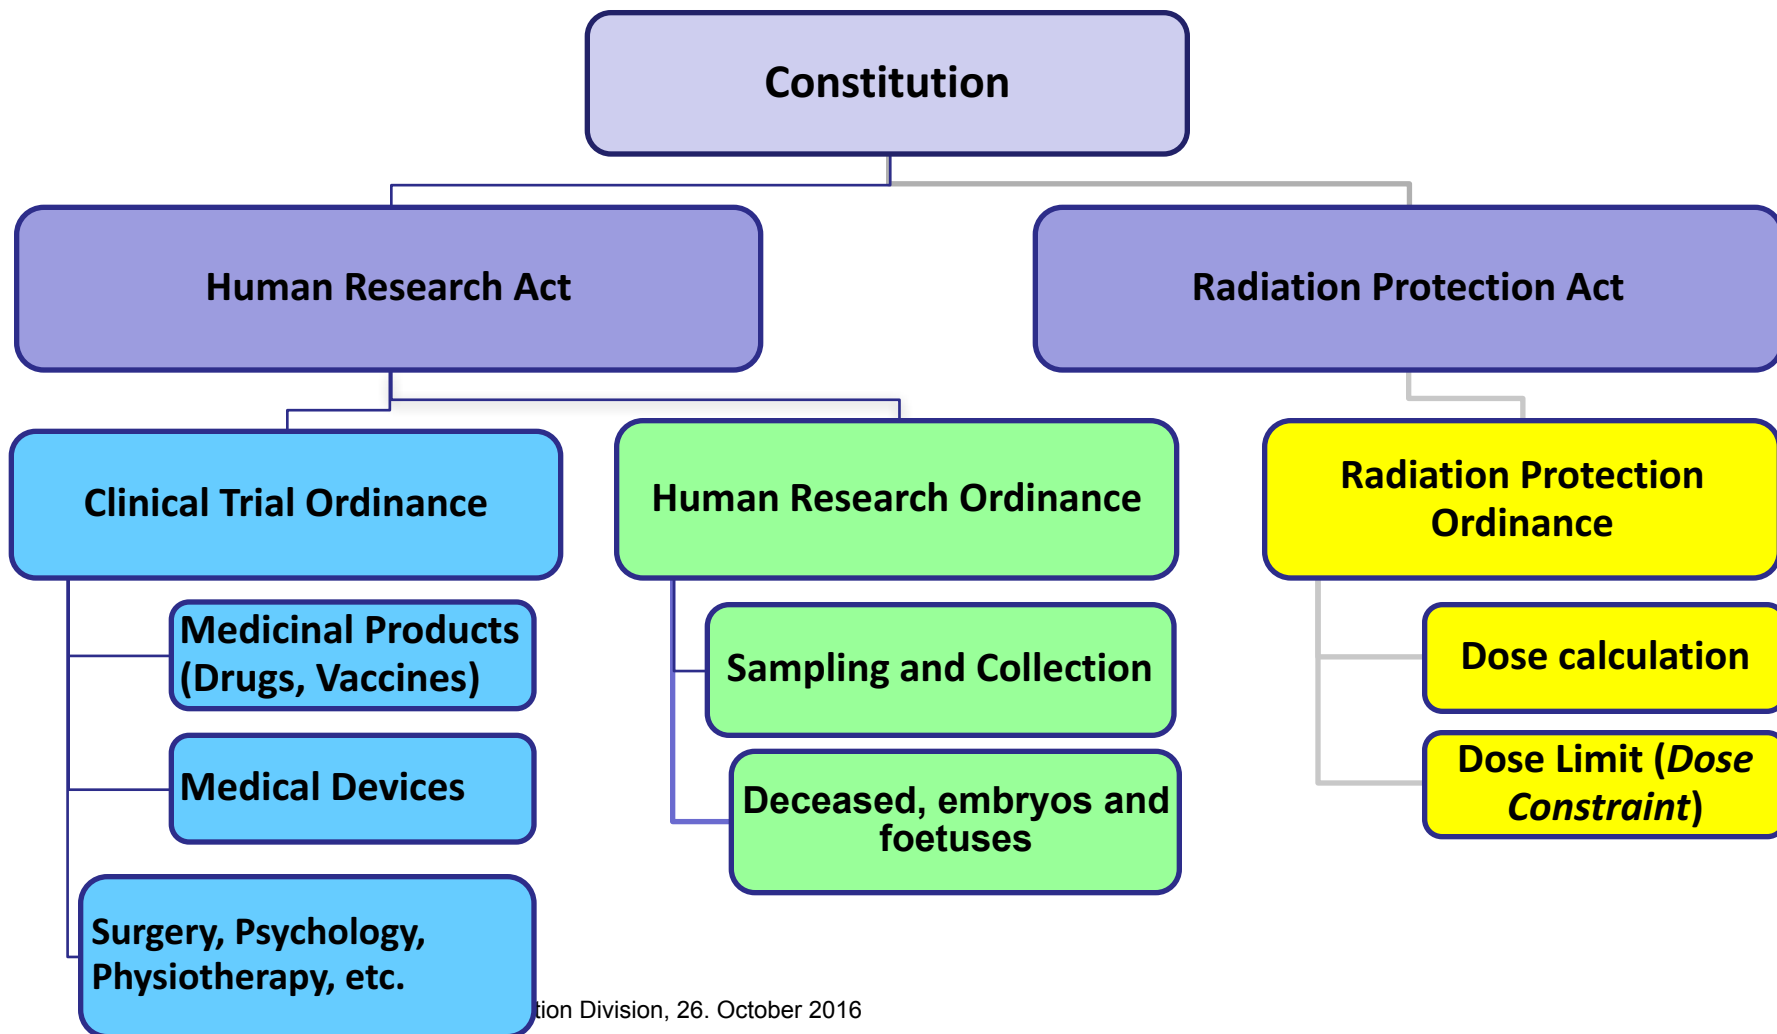 Constitution
Human Research Act
Radiation Protection Act
Clinical Trial Ordinance
Human Research Ordinance
Radiation Protection
Ordinance
Medicinal Products
(Drugs, Vaccines)
Sampling and Collection
Dose calculation
Medical Devices
Deceased, embryos and
foetuses
Dose Limit (Dose
Constraint)
Surgery, Psychology,
Physiotherapy, etc.
Division, 26. October 2016